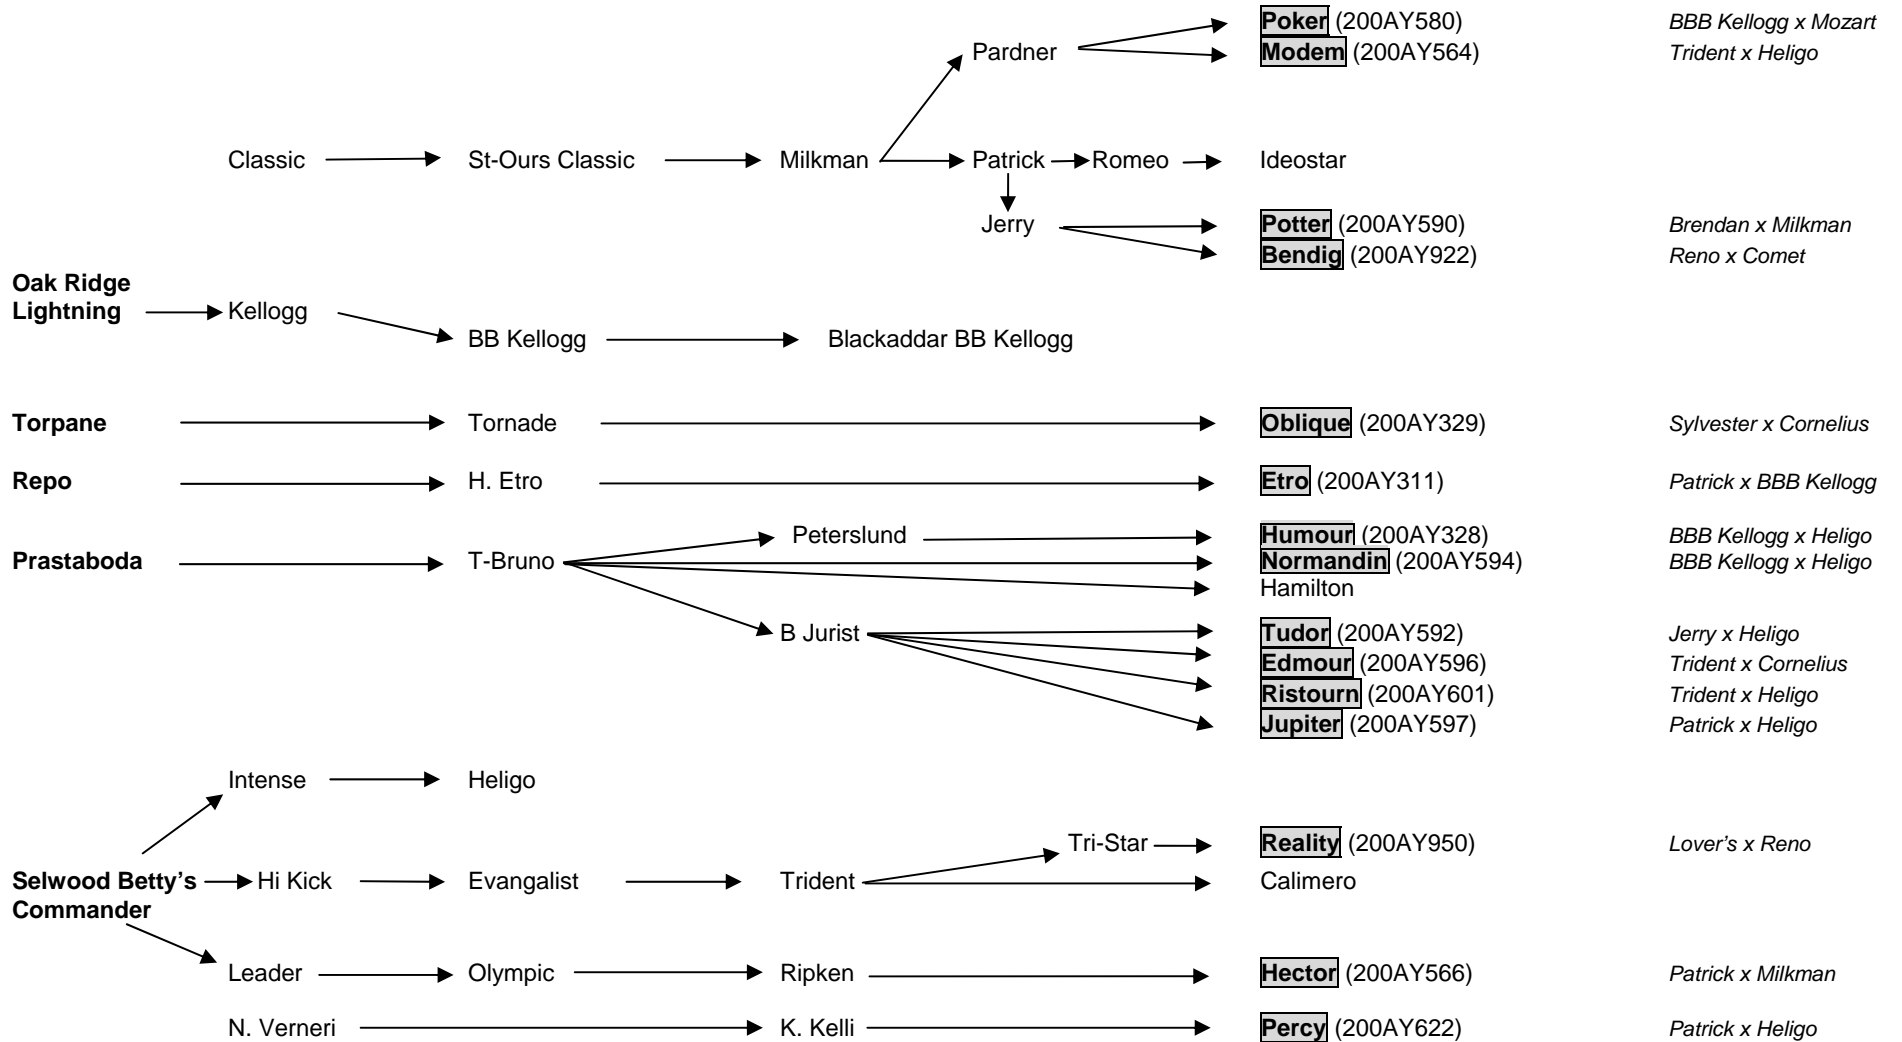 Poker (200AY580) BBB Kellogg x Mozart
Pardner Modem (200AY564) Trident x Heligo
Classic St-Ours Classic Milkman Patrick Romeo Ideostar
Jerry Potter (200AY590) Brendan x Milkman
Bendig (200AY922) Reno x Comet
Oak Ridge
Lightning Kellogg
BB Kellogg Blackaddar BB Kellogg
Torpane Tornade Oblique (200AY329) Sylvester x Cornelius
Repo H. Etro Etro (200AY311) Patrick x BBB Kellogg
Peterslund Humour (200AY328) BBB Kellogg x Heligo
Prastaboda T-Bruno Normandin (200AY594) BBB Kellogg x Heligo
Hamilton
B Jurist Tudor (200AY592) Jerry x Heligo
Edmour (200AY596) Trident x Cornelius
Ristourn (200AY601) Trident x Heligo
Jupiter (200AY597) Patrick x Heligo
Intense Heligo
Tri-Star Reality (200AY950) Lover's x Reno
Selwood Betty's Hi Kick Evangalist Trident Calimero
Commander
Leader Olympic Ripken Hector (200AY566) Patrick x Milkman
N. Verneri K. Kelli Percy (200AY622) Patrick x Heligo